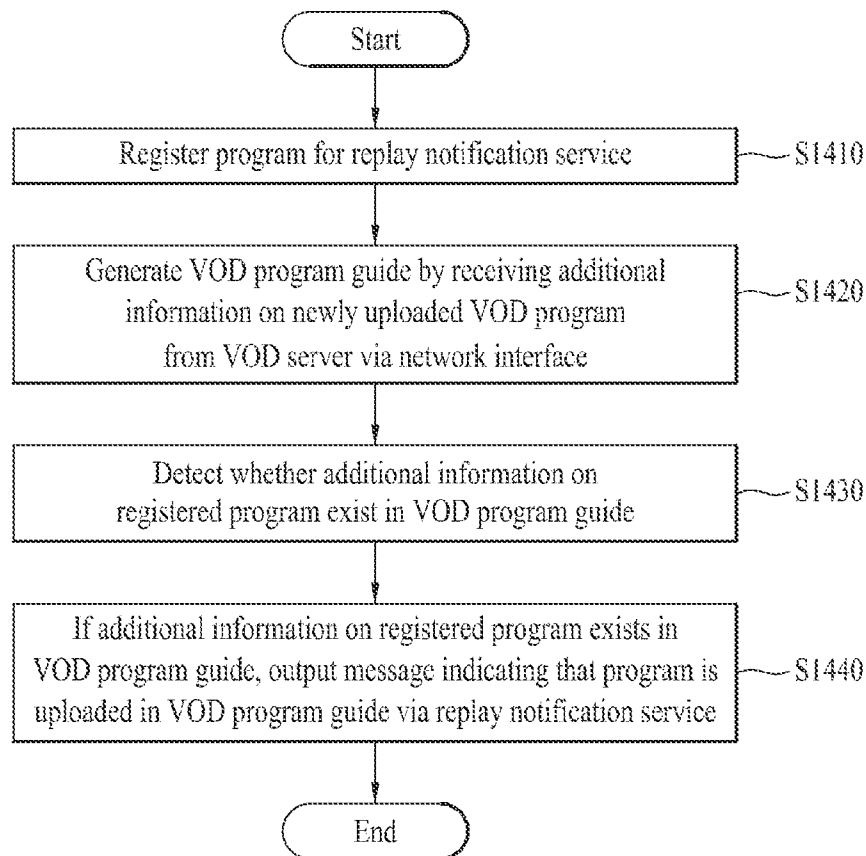 Start
Register program for replay notification service
S1410
Generate VOD program guide by receiving additional
information on newly uploaded VOD program
from VOD server via network interface
S1420
Detect whether additional information on
registered program exist in VOD program guide
S1430
If additional information on registered program exists in
VOD program guide, output message indicating that program is
uploaded in VOD program guide via replay notification service
S1440
End